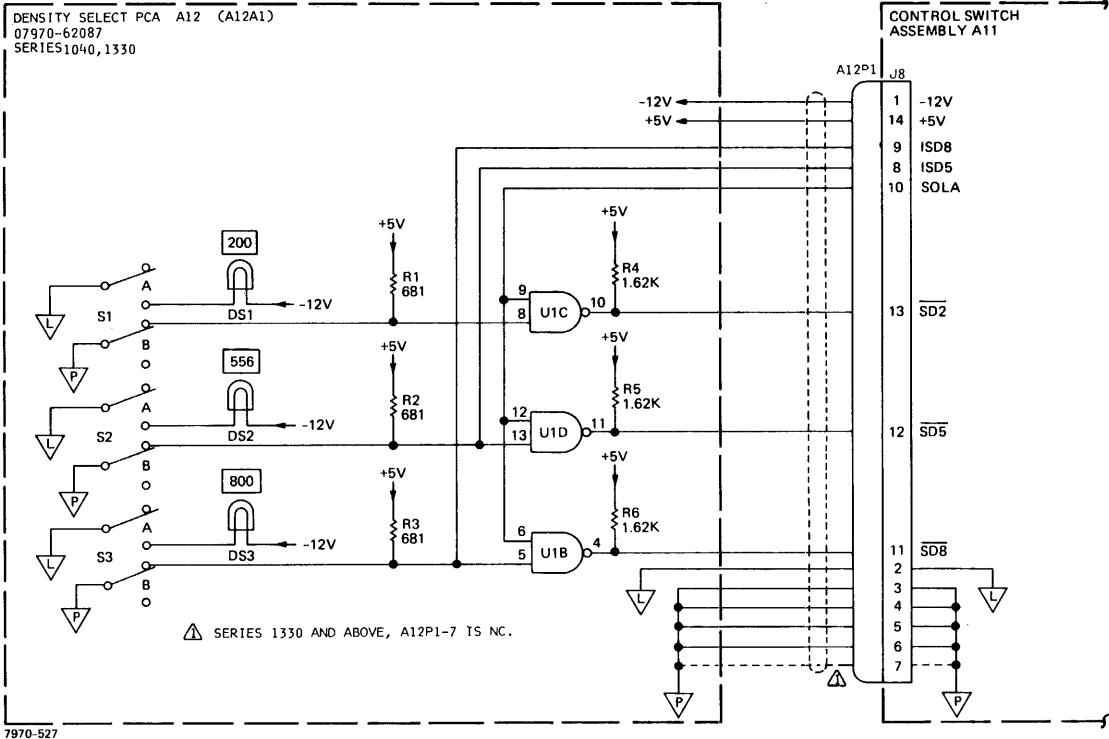 DENSITY SELECT PCA A12 (A12A1)
07970-62087
SERIES 1040, 1330
CONTROL SWITCH
ASSEMBLY A11
A12P1
J8
-12V
1
-12V
+5V
14
+5V
9
ISD8
8
ISD5
10
SOLA
200
+5V
+5V
R1
681
R4
1.62K
A
-12V
S1
DS1
9
8
U1C
10
13
SD2
L
B
P
556
+5V
+5V
R2
681
R5
1.62K
A
-12V
S2
DS2
12
13
U1D
11
12
SD5
L
B
P
800
+5V
+5V
R3
681
R6
1.62K
A
-12V
S3
DS3
6
5
U1B
4
11
SD8
L
B
P
2
L
L
3
4
5
6
7
1
P
P
1 SERIES 1330 AND ABOVE, A12P1-7 IS NC.
7970-527